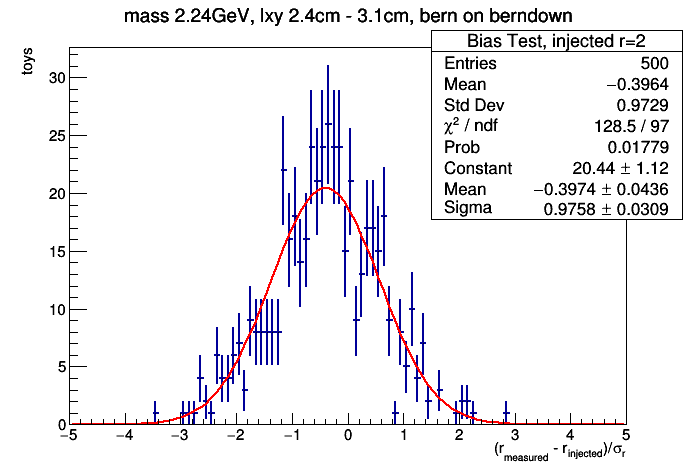 mass 2.24GeV, lxy 2.4cm - 3.1cm, bern on berndown
Bias Test, injected r=2
Entries 500
Mean −0.3964
Std Dev 0.9729
χ² / ndf 128.5 / 97
Prob 0.01779
Constant 20.44 ± 1.12
Mean −0.3974 ± 0.0436
Sigma 0.9758 ± 0.0309
toys
30
25
20
15
10
5
0
−5 −4 −3 −2 −1 0 1 2 3 4 5
(r_measured - r_injected)/σ_r